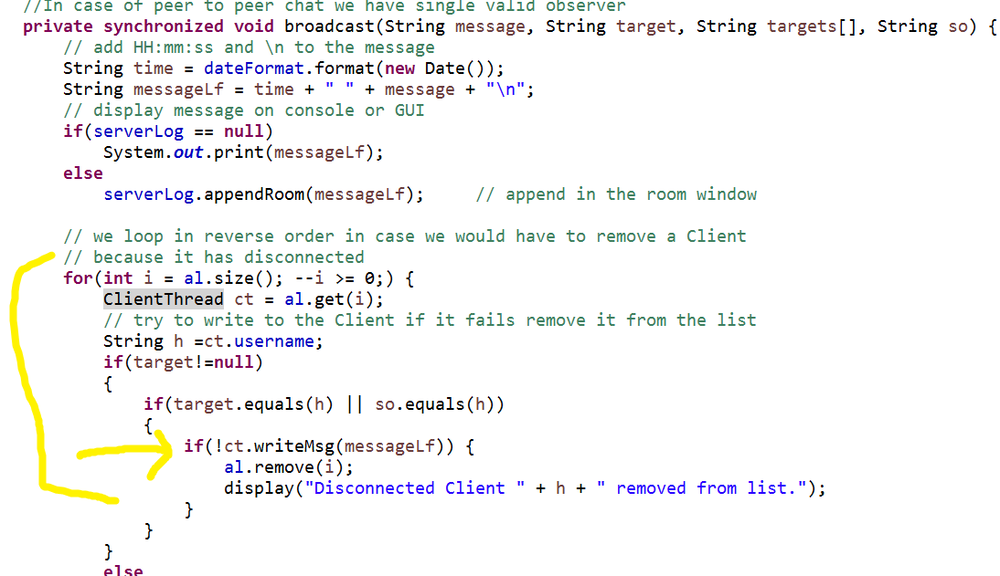 //In case of peer to peer chat we have single valid observer
private synchronized void broadcast(String message, String target, String targets[], String so) {
// add HH:mm:ss and \n to the message
String time = dateFormat.format(new Date());
String messageLf = time + " " + message + "\n";
// display message on console or GUI
if(serverLog == null)
System.out.print(messageLf);
else
serverLog.appendRoom(messageLf);     // append in the room window
// we loop in reverse order in case we would have to remove a Client
// because it has disconnected
for(int i = al.size(); --i >= 0;) {
ClientThread ct = al.get(i);
// try to write to the Client if it fails remove it from the list
String h =ct.username;
if(target!=null)
{
if(target.equals(h) || so.equals(h))
{
if(!ct.writeMsg(messageLf)) {
al.remove(i);
display("Disconnected Client " + h + " removed from list.");
}
}
}
else